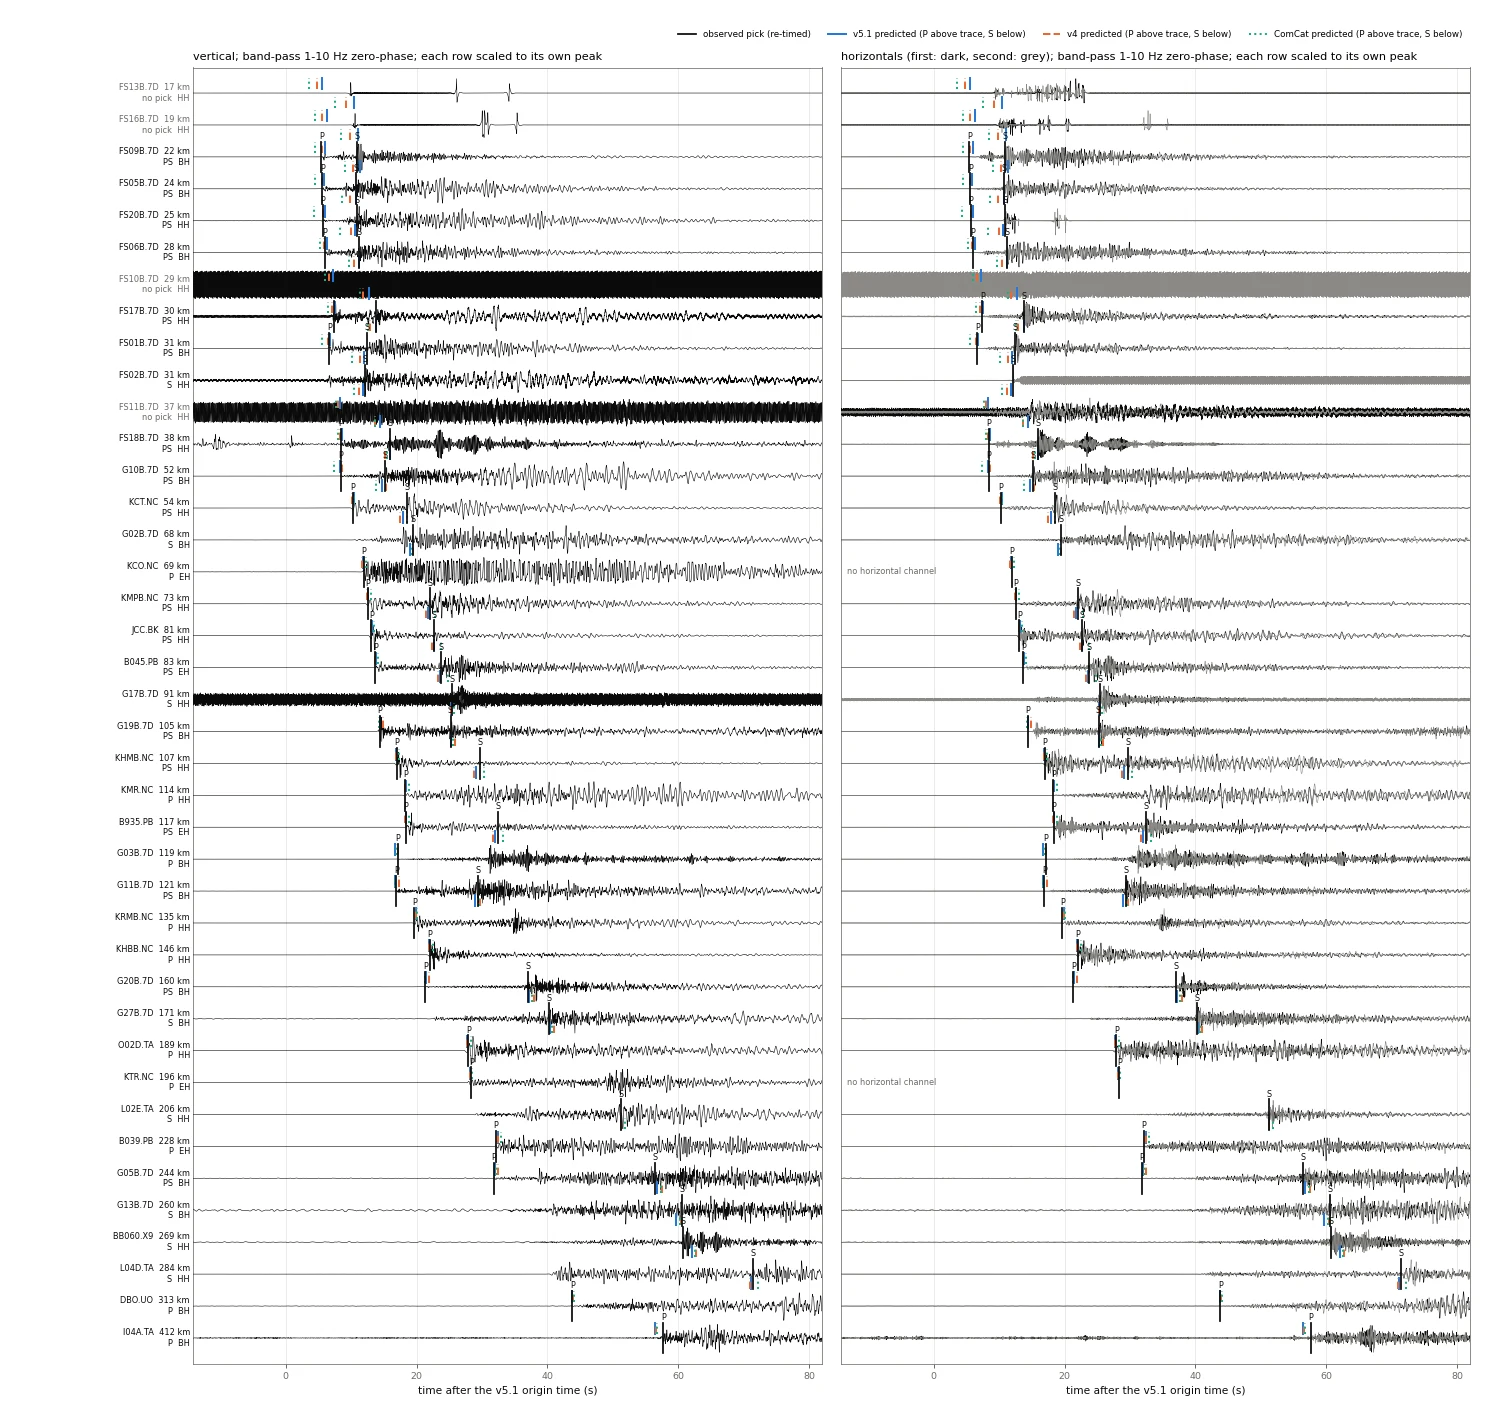 observed pick (re-timed) v5.1 predicted (P above trace, S below) v4 predicted (P above trace, S below) ComCat predicted (P above trace, S below)
vertical; band-pass 1-10 Hz zero-phase; each row scaled to its own peak
horizontals (first: dark, second: grey); band-pass 1-10 Hz zero-phase; each row scaled to its own peak
FS13B.7D 17 km
no pick HH
FS16B.7D 19 km
no pick HH
FS09B.7D 22 km
PS BH
FS05B.7D 24 km
PS BH
FS20B.7D 25 km
PS HH
FS06B.7D 28 km
PS BH
FS10B.7D 29 km
no pick HH
FS17B.7D 30 km
PS HH
FS01B.7D 31 km
PS BH
FS02B.7D 31 km
S HH
FS11B.7D 37 km
no pick HH
FS18B.7D 38 km
PS HH
G10B.7D 52 km
PS BH
KCT.NC 54 km
PS HH
G02B.7D 68 km
S BH
KCO.NC 69 km
P EH
no horizontal channel
KMPB.NC 73 km
PS HH
JCC.BK 81 km
PS HH
B045.PB 83 km
PS EH
G17B.7D 91 km
S HH
G19B.7D 105 km
PS BH
KHMB.NC 107 km
PS HH
KMR.NC 114 km
P HH
B935.PB 117 km
PS EH
G03B.7D 119 km
P BH
G11B.7D 121 km
PS BH
KRMB.NC 135 km
P HH
KHBB.NC 146 km
P HH
G20B.7D 160 km
PS BH
G27B.7D 171 km
S BH
O02D.TA 189 km
P HH
KTR.NC 196 km
P EH
no horizontal channel
L02E.TA 206 km
S HH
B039.PB 228 km
P EH
G05B.7D 244 km
PS BH
G13B.7D 260 km
S BH
BB060.X9 269 km
S HH
L04D.TA 284 km
S HH
DBO.UO 313 km
P BH
I04A.TA 412 km
P BH
0 20 40 60 80
0 20 40 60 80
time after the v5.1 origin time (s)
time after the v5.1 origin time (s)